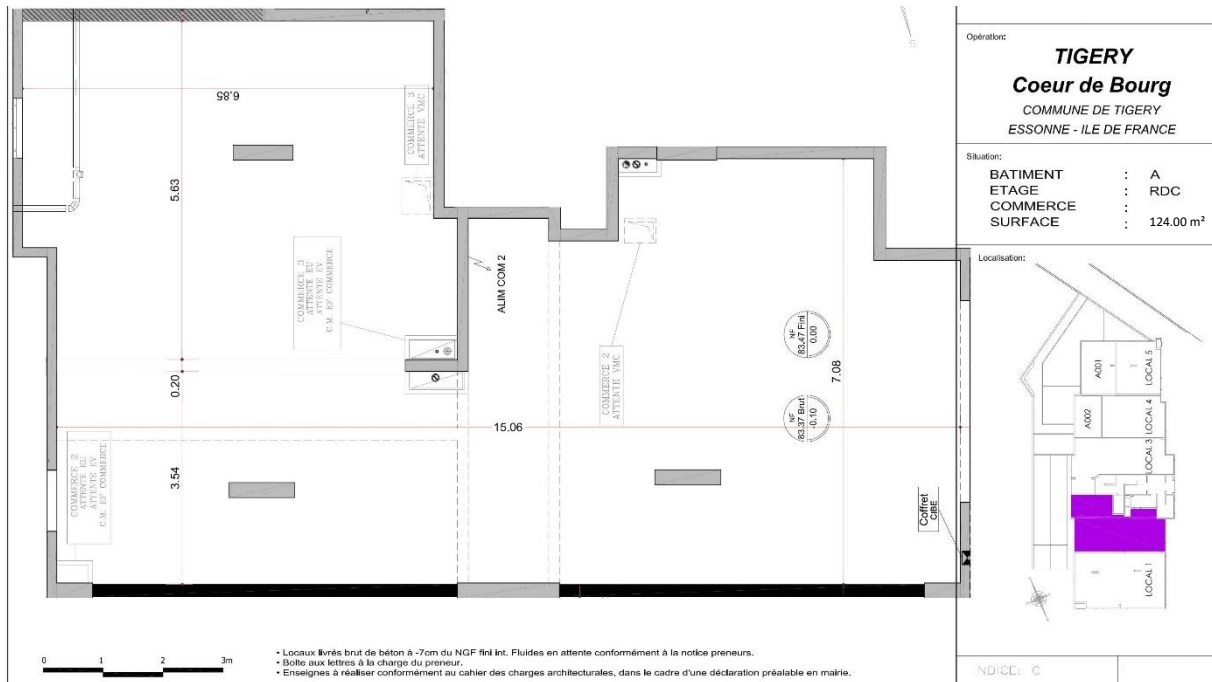 6.85
COMMERCE 3
ATTENTE VMC
5.63
COMMERCE 3
ATTENTE EU
ATTENTE EV
C.M. EF COMMERCE
ALIM COM 2
0.20
3.54
COMMERCE 2
ATTENTE EU
ATTENTE EV
C.M. EF COMMERCE
15.06
COMMERCE 2
ATTENTE VMC
NF
83.47 Fini
0.00
NF
83.37 Brut
-0.10
7.08
Coffret
CIBE
0 1 2 3m
• Locaux livrés brut de béton à -7cm du NGF fini int. Fluides en attente conformément à la notice preneurs.
• Boîte aux lettres à la charge du preneur.
• Enseignes à réaliser conformément au cahier des charges architecturales, dans le cadre d'une déclaration préalable en mairie.
Opération:
TIGERY
Coeur de Bourg
COMMUNE DE TIGERY
ESSONNE - ILE DE FRANCE
Situation:
BATIMENT : A
ETAGE : RDC
COMMERCE :
SURFACE : 124.00 m²
Localisation:
A001
LOCAL 5
A002
LOCAL 4
LOCAL 3
LOCAL 1
NDICE: C